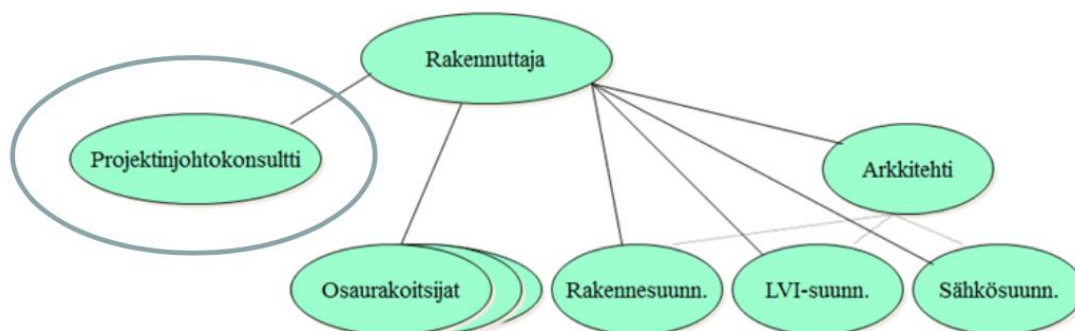 Rakennuttaja
Projektinjohtokonsultti
Arkkitehti
Osaurakoitsijat
Rakennesuunn.
LVI-suunn.
Sähkösuunn.